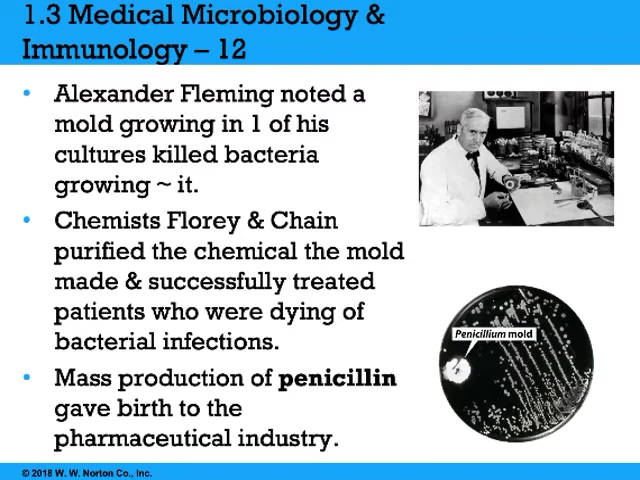 1.3 Medical Microbiology &
Immunology – 12
• Alexander Fleming noted a
mold growing in 1 of his
cultures killed bacteria
growing ~ it.
• Chemists Florey & Chain
purified the chemical the mold
made & successfully treated
patients who were dying of
bacterial infections.
• Mass production of penicillin
gave birth to the
pharmaceutical industry.
Penicillium mold
© 2018 W. W. Norton Co., Inc.